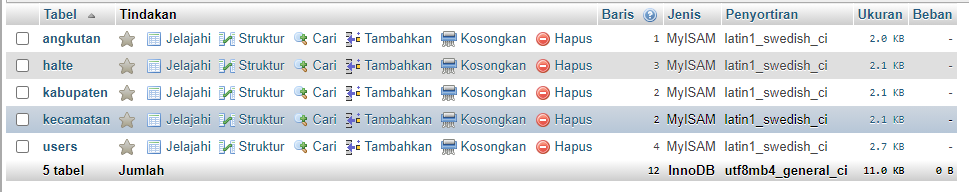 Tabel Tindakan Baris Jenis Penyortiran Ukuran Beban
angkutan Jelajahi Struktur Cari Tambahkan Kosongkan Hapus 1 MyISAM latin1_swedish_ci 2.0 KB -
halte Jelajahi Struktur Cari Tambahkan Kosongkan Hapus 3 MyISAM latin1_swedish_ci 2.1 KB -
kabupaten Jelajahi Struktur Cari Tambahkan Kosongkan Hapus 2 MyISAM latin1_swedish_ci 2.1 KB -
kecamatan Jelajahi Struktur Cari Tambahkan Kosongkan Hapus 2 MyISAM latin1_swedish_ci 2.1 KB -
users Jelajahi Struktur Cari Tambahkan Kosongkan Hapus 4 MyISAM latin1_swedish_ci 2.7 KB -
5 tabel Jumlah 12 InnoDB utf8mb4_general_ci 11.0 KB 0 B